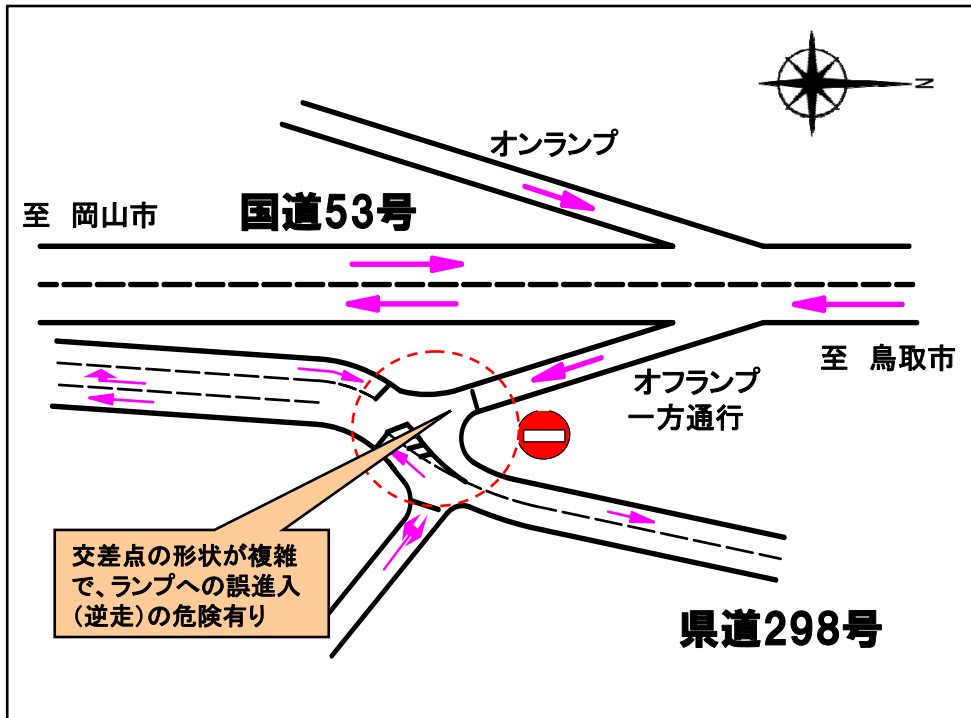 N
オンランプ
至 岡山市
国道53号
至 鳥取市
オフランプ
一方通行
交差点の形状が複雑
で、ランプへの誤進入
(逆走)の危険有り
県道298号